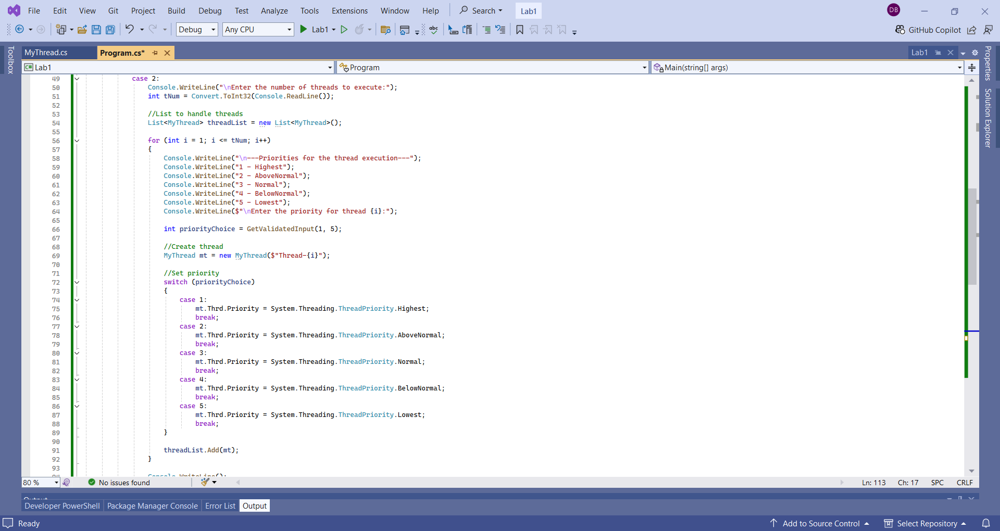 File Edit View Git Project Build Debug Test Analyze Tools Extensions Window Help Search Lab1 DB
Debug Any CPU Lab1 abc GitHub Copilot
Toolbox
MyThread.cs Program.cs* Lab1
C# Lab1 Program Main(string[] args)
Properties
Solution Explorer
49 case 2:
50 Console.WriteLine("\nEnter the number of threads to execute:");
51 int tNum = Convert.ToInt32(Console.ReadLine());
52
53 //List to handle threads
54 List<MyThread> threadList = new List<MyThread>();
55
56 for (int i = 1; i <= tNum; i++)
57 {
58 Console.WriteLine("\n---Priorities for the thread execution---");
59 Console.WriteLine("1 - Highest");
60 Console.WriteLine("2 - AboveNormal");
61 Console.WriteLine("3 - Normal");
62 Console.WriteLine("4 - BelowNormal");
63 Console.WriteLine("5 - Lowest");
64 Console.WriteLine($"\nEnter the priority for thread {i}:");
65
66 int priorityChoice = GetValidatedInput(1, 5);
67
68 //Create thread
69 MyThread mt = new MyThread($"Thread-{i}");
70
71 //Set priority
72 switch (priorityChoice)
73 {
74 case 1:
75 mt.Thrd.Priority = System.Threading.ThreadPriority.Highest;
76 break;
77 case 2:
78 mt.Thrd.Priority = System.Threading.ThreadPriority.AboveNormal;
79 break;
80 case 3:
81 mt.Thrd.Priority = System.Threading.ThreadPriority.Normal;
82 break;
83 case 4:
84 mt.Thrd.Priority = System.Threading.ThreadPriority.BelowNormal;
85 break;
86 case 5:
87 mt.Thrd.Priority = System.Threading.ThreadPriority.Lowest;
88 break;
89 }
90
91 threadList.Add(mt);
92 }
93
94 Console.WriteLine();
80 % No issues found Ln: 113 Ch: 17 SPC CRLF
Output
Developer PowerShell Package Manager Console Error List Output
Ready Add to Source Control Select Repository